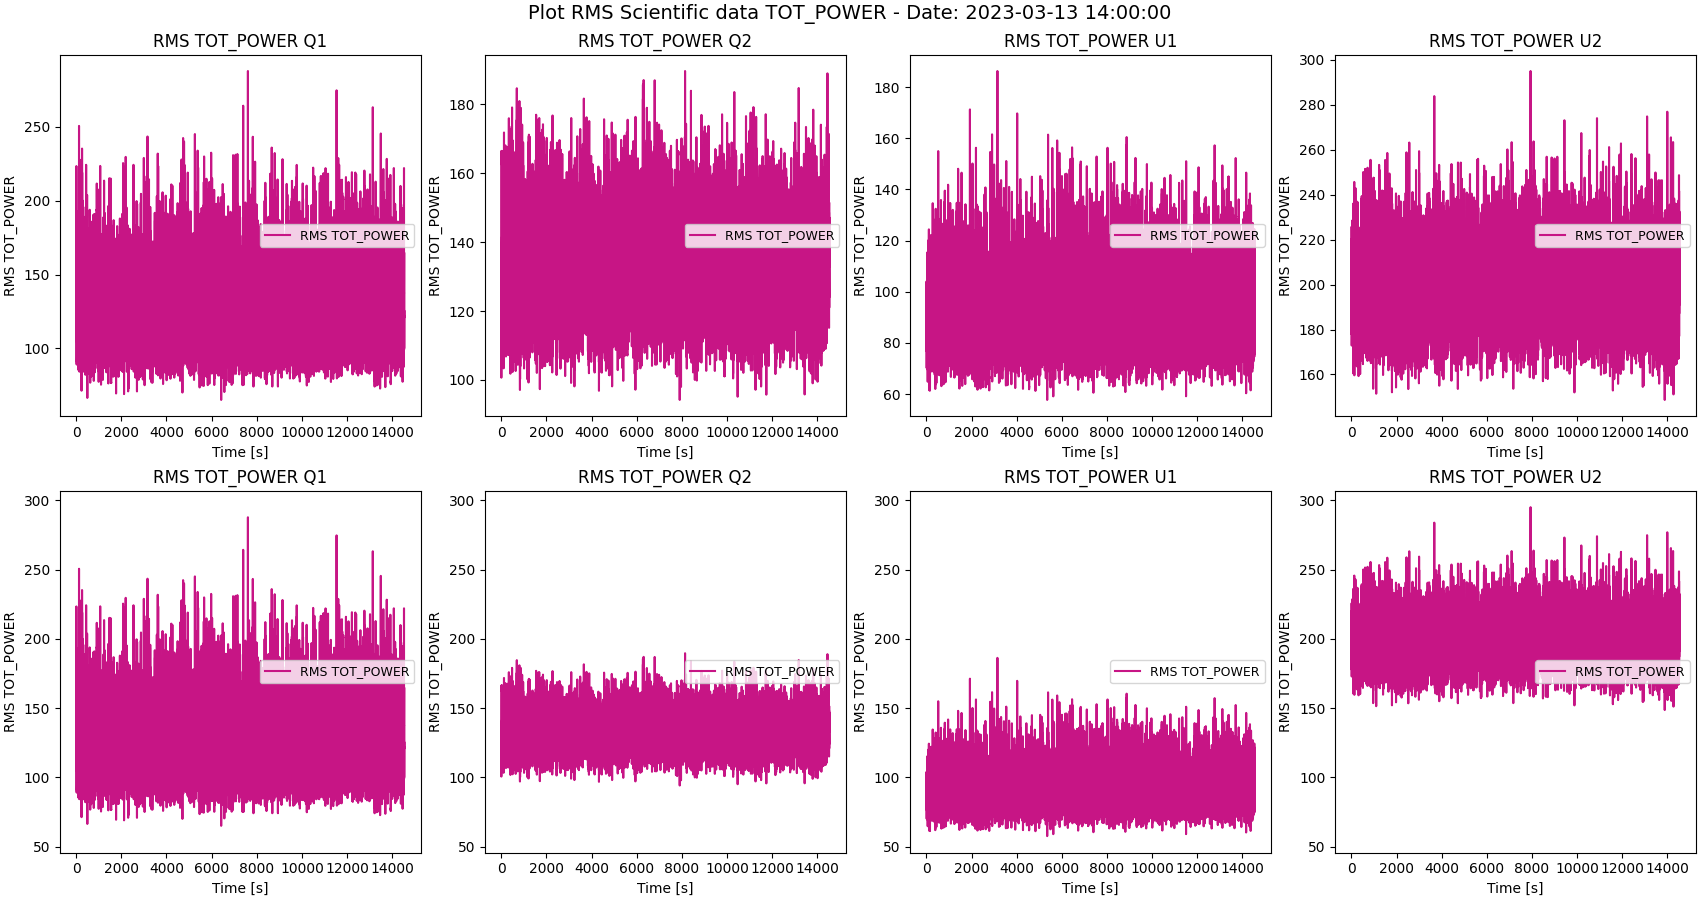 Plot RMS Scientific data TOT_POWER - Date: 2023-03-13 14:00:00
RMS TOT_POWER Q1
RMS TOT_POWER
250
200
150
100
RMS TOT_POWER
0 2000 4000 6000 8000 10000 12000 14000
Time [s]
RMS TOT_POWER Q2
RMS TOT_POWER
180
160
140
120
100
RMS TOT_POWER
0 2000 4000 6000 8000 10000 12000 14000
Time [s]
RMS TOT_POWER U1
RMS TOT_POWER
180
160
140
120
100
80
60
RMS TOT_POWER
0 2000 4000 6000 8000 10000 12000 14000
Time [s]
RMS TOT_POWER U2
RMS TOT_POWER
300
280
260
240
220
200
180
160
RMS TOT_POWER
0 2000 4000 6000 8000 10000 12000 14000
Time [s]
RMS TOT_POWER Q1
RMS TOT_POWER
300
250
200
150
100
50
RMS TOT_POWER
0 2000 4000 6000 8000 10000 12000 14000
Time [s]
RMS TOT_POWER Q2
RMS TOT_POWER
300
250
200
150
100
50
RMS TOT_POWER
0 2000 4000 6000 8000 10000 12000 14000
Time [s]
RMS TOT_POWER U1
RMS TOT_POWER
300
250
200
150
100
50
RMS TOT_POWER
0 2000 4000 6000 8000 10000 12000 14000
Time [s]
RMS TOT_POWER U2
RMS TOT_POWER
300
250
200
150
100
50
RMS TOT_POWER
0 2000 4000 6000 8000 10000 12000 14000
Time [s]